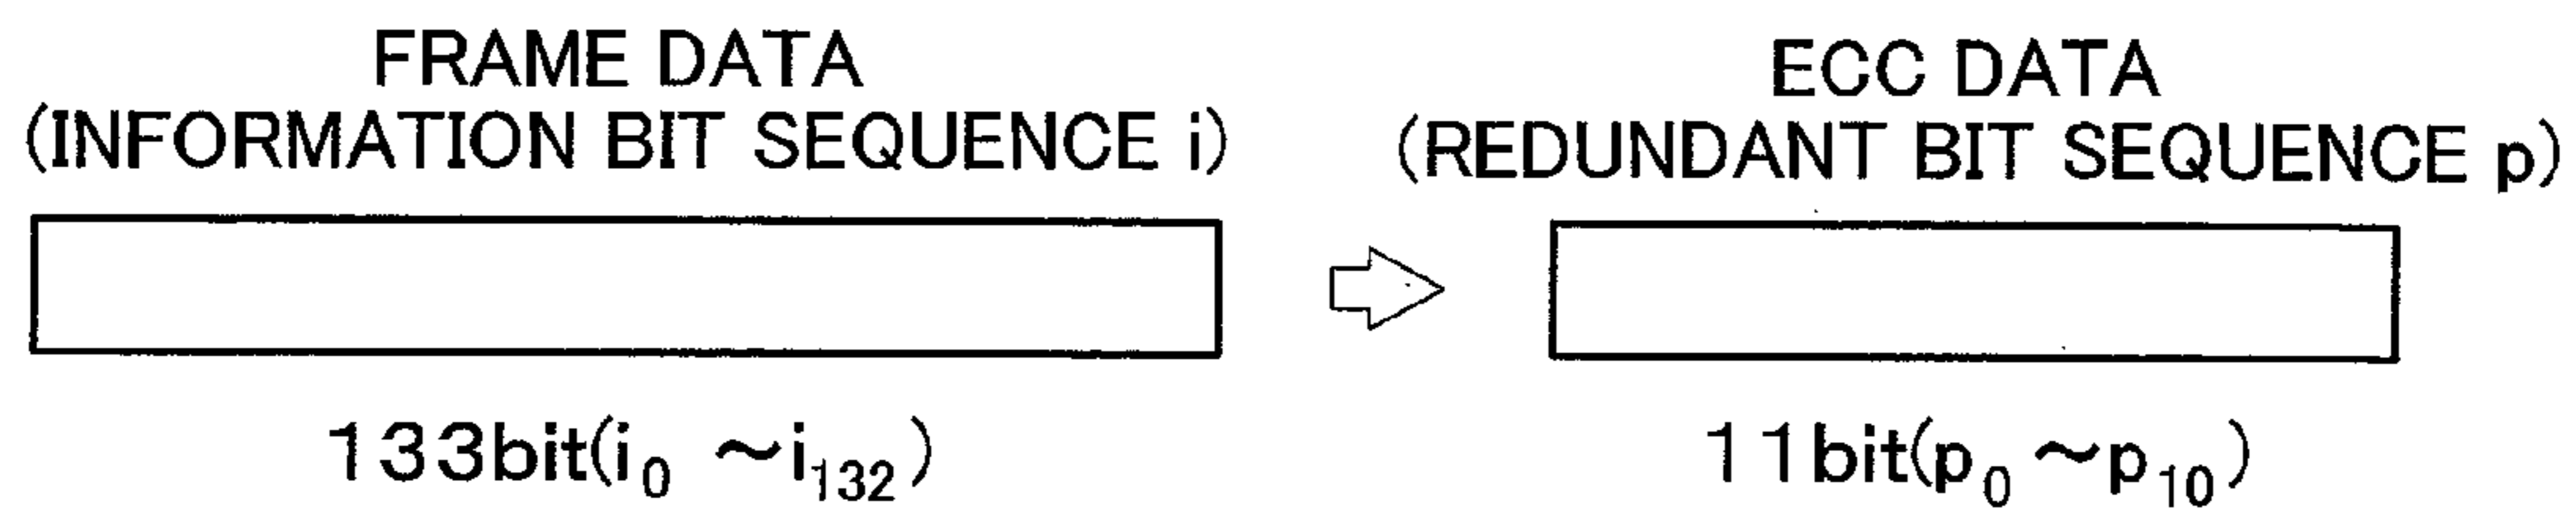 FRAME DATA
(INFORMATION BIT SEQUENCE i)
133bit(i₀ ~i₁₃₂)
ECC DATA
(REDUNDANT BIT SEQUENCE p)
11bit(p₀ ~p₁₀)